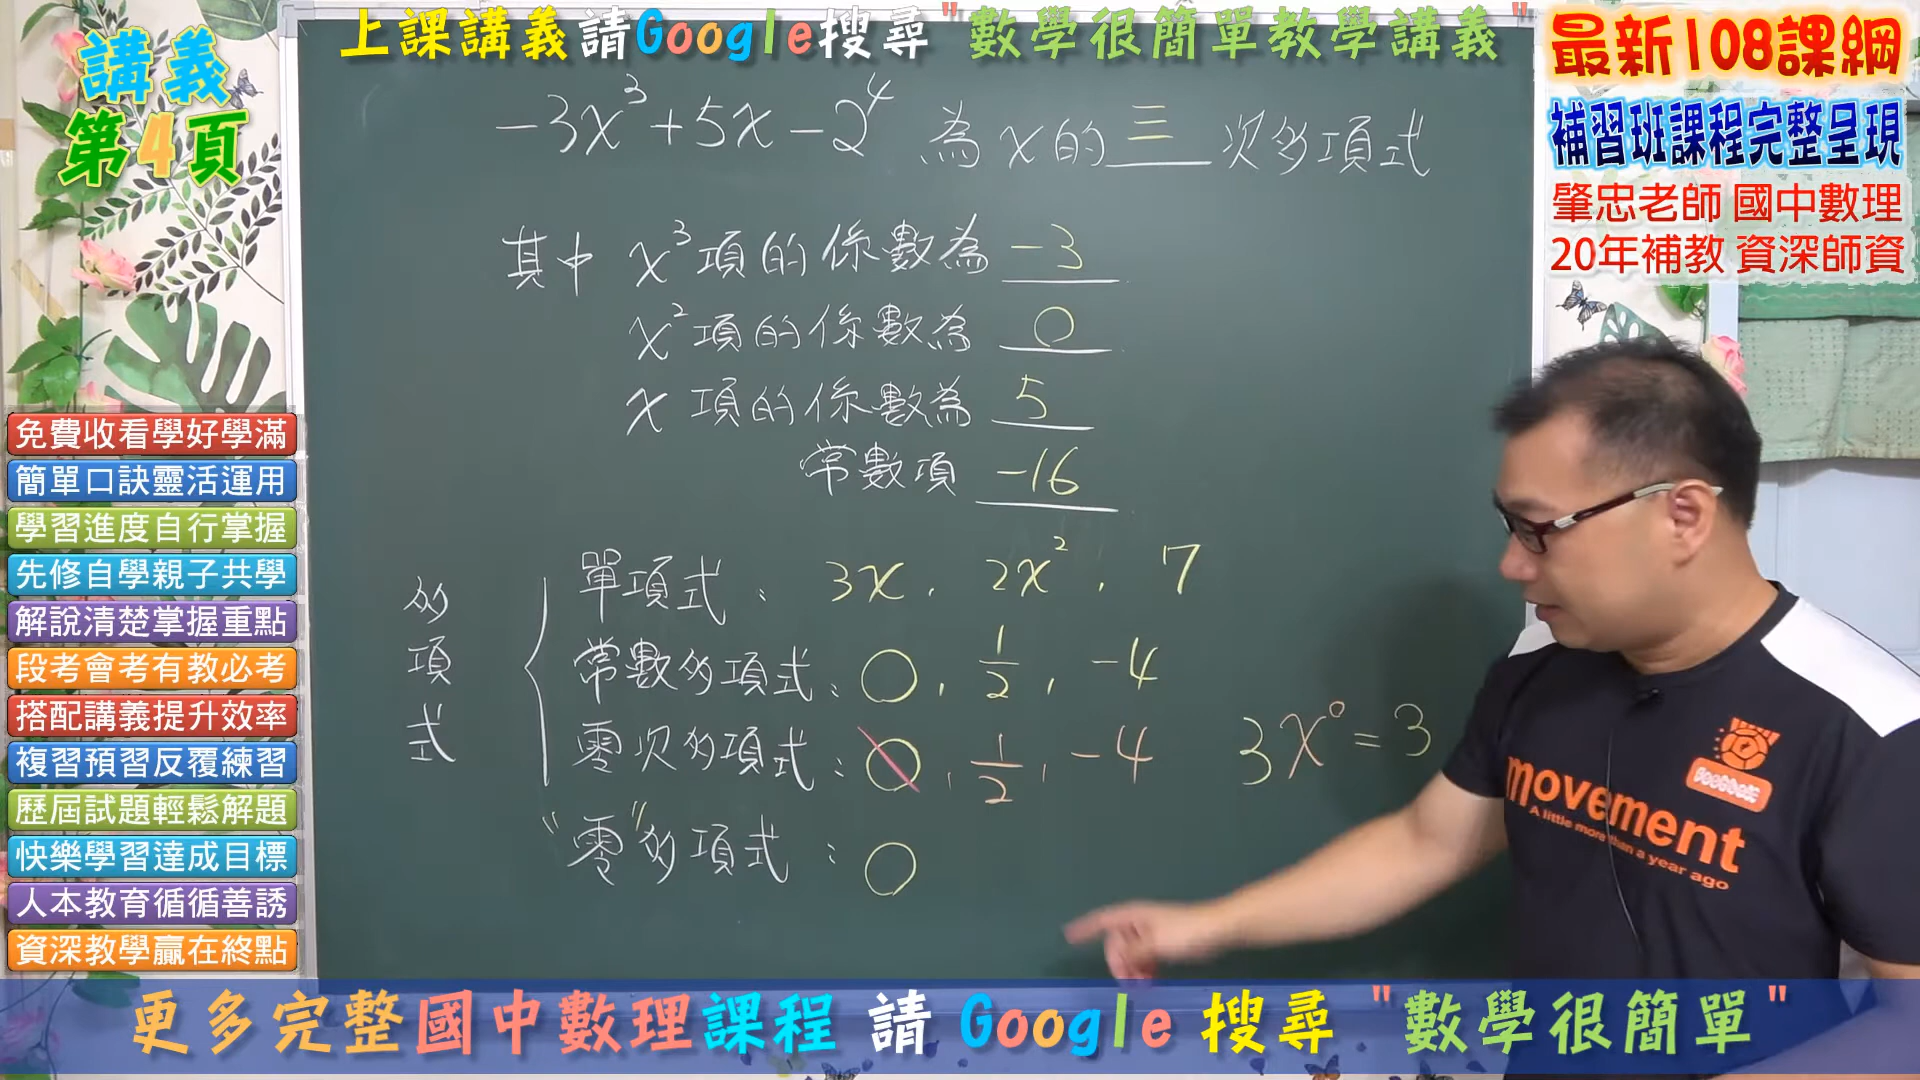 上課講義請Google搜尋"數學很簡單教學講義"
講義
第4頁
最新108課綱
補習班課程完整呈現
肇忠老師 國中數理
20年補教 資深師資
-3x³+5x-2⁴ 為 x 的 三 次多項式
其中 x³項的係數為 -3
x²項的係數為 0
x 項的係數為 5
常數項 -16
多項式
單項式： 3x , 2x² , 7
常數多項式： 0 , 1/2 , -4
零次多項式： 0 , 1/2 , -4
3x⁰=3
"零"多項式： 0
免費收看學好學滿
簡單口訣靈活運用
學習進度自行掌握
先修自學親子共學
解說清楚掌握重點
段考會考有教必考
搭配講義提升效率
複習預習反覆練習
歷屆試題輕鬆解題
快樂學習達成目標
人本教育循循善誘
資深教學贏在終點
movement
A little more than a year ago
更多完整國中數理課程 請 Google 搜尋 "數學很簡單"